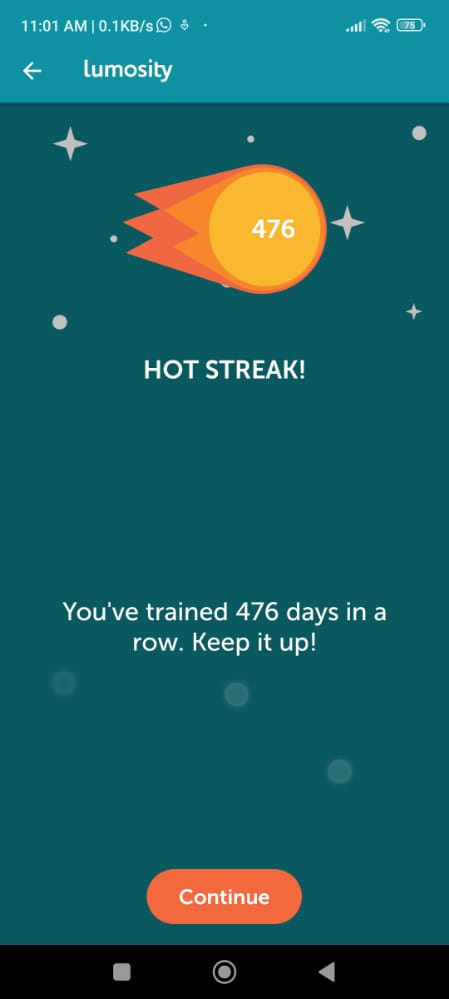 11:01 AM | 0.1KB/s
75
lumosity
476
HOT STREAK!
You've trained 476 days in a
row. Keep it up!
Continue